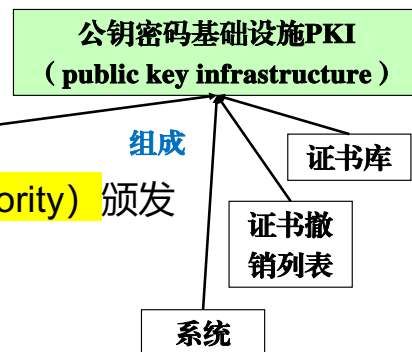 公钥密码基础设施PKI
（public key infrastructure）
组成
证书库
ority）颁发
证书撤
销列表
系统